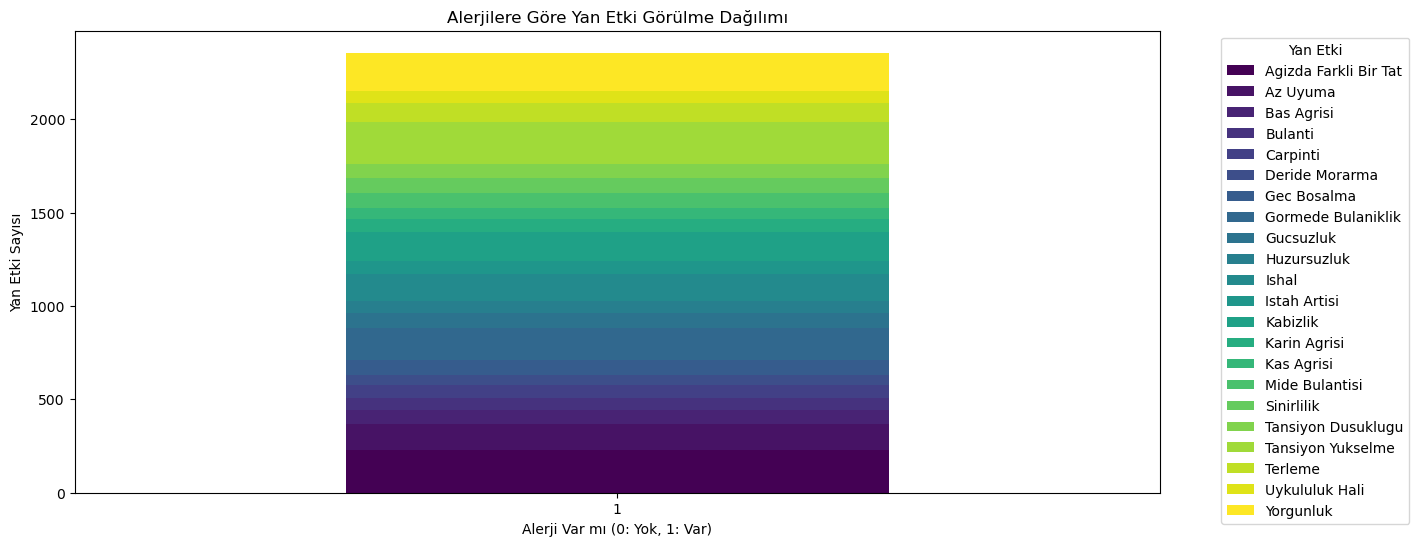 Alerjilere Göre Yan Etki Görülme Dağılımı
Yan Etki Sayısı
2000
1500
1000
500
0
1
Alerji Var mı (0: Yok, 1: Var)
Yan Etki
Agizda Farkli Bir Tat
Az Uyuma
Bas Agrisi
Bulanti
Carpinti
Deride Morarma
Gec Bosalma
Gormede Bulaniklik
Gucsuzluk
Huzursuzluk
Ishal
Istah Artisi
Kabizlik
Karin Agrisi
Kas Agrisi
Mide Bulantisi
Sinirlilik
Tansiyon Dusuklugu
Tansiyon Yukselme
Terleme
Uykululuk Hali
Yorgunluk